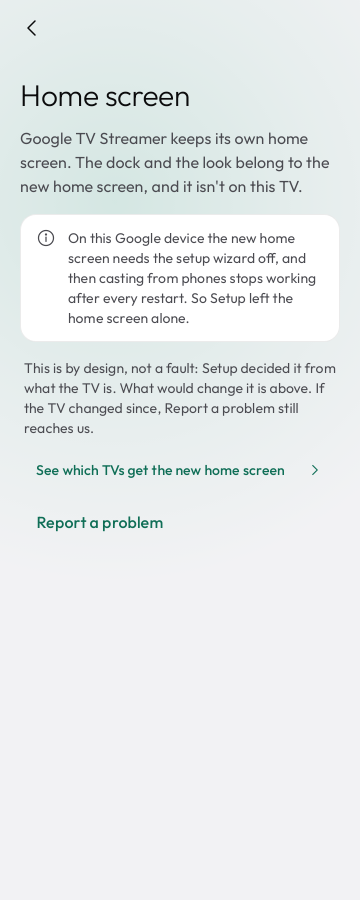 Home screen
Google TV Streamer keeps its own home
screen. The dock and the look belong to the
new home screen, and it isn't on this TV.
On this Google device the new home
screen needs the setup wizard off, and
then casting from phones stops working
after every restart. So Setup left the
home screen alone.
This is by design, not a fault: Setup decided it from
what the TV is. What would change it is above. If
the TV changed since, Report a problem still
reaches us.
See which TVs get the new home screen
Report a problem